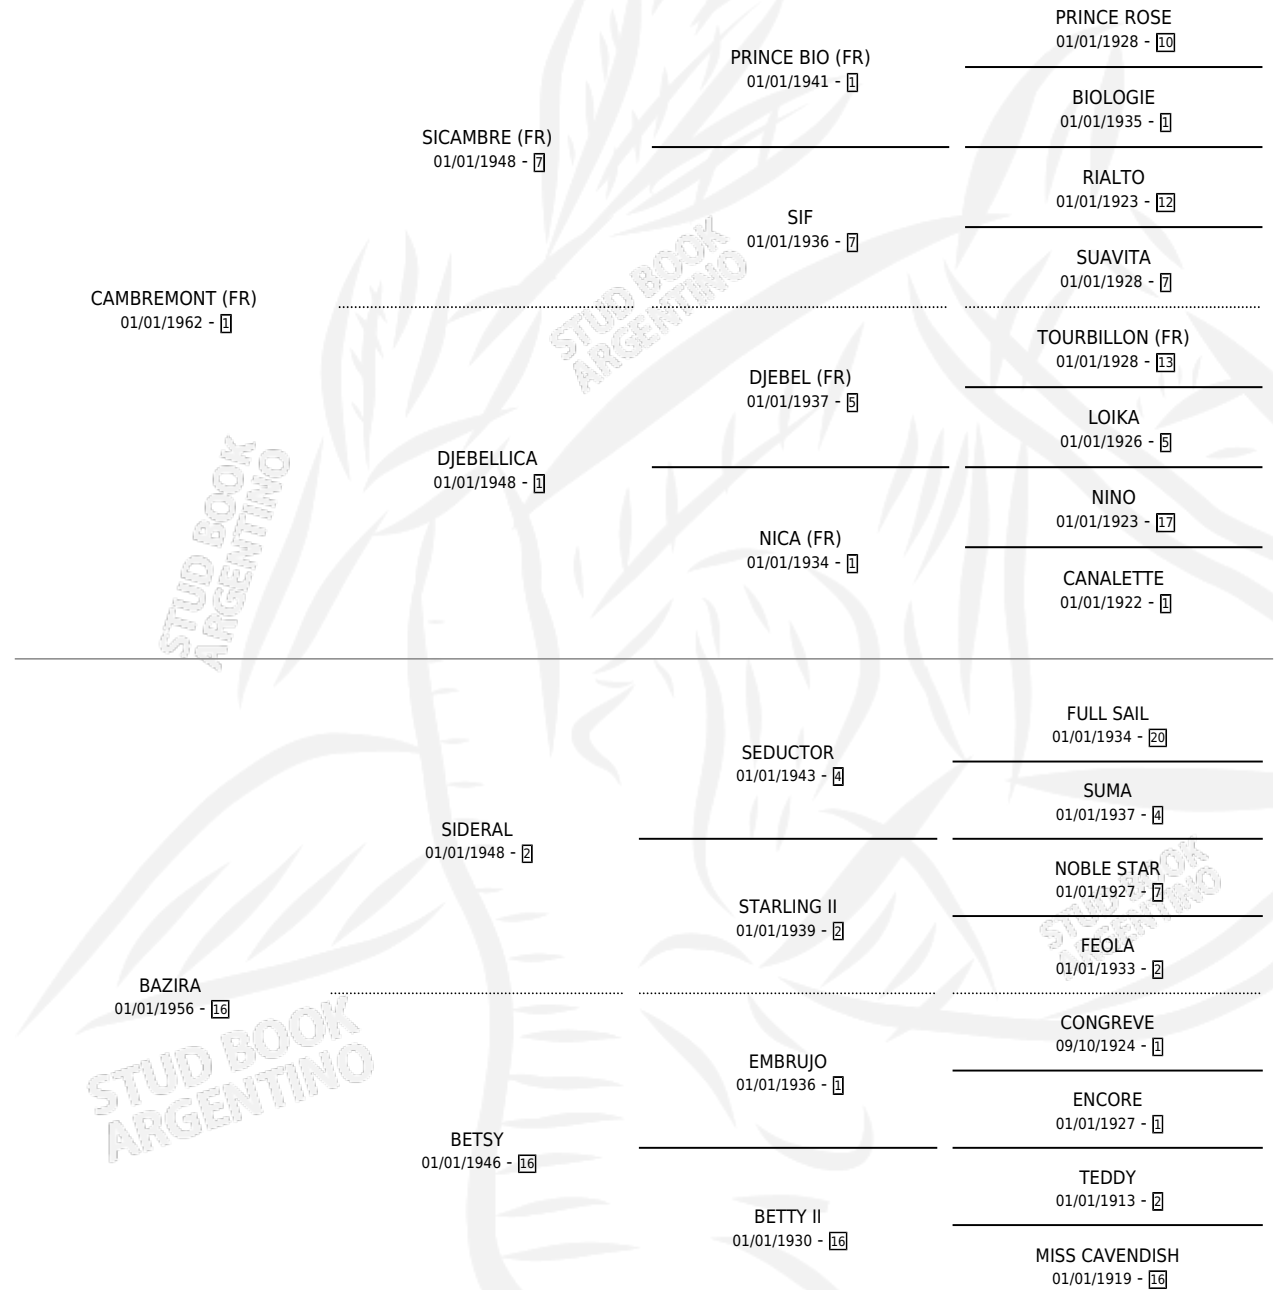 PRINCE ROSE
01/01/1928 - 10
PRINCE BIO (FR)
01/01/1941 - 1
BIOLOGIE
01/01/1935 - 1
SICAMBRE (FR)
01/01/1948 - 7
RIALTO
01/01/1923 - 12
SIF
01/01/1936 - 7
SUAVITA
01/01/1928 - 7
CAMBREMONT (FR)
01/01/1962 - 1
STUD BOOK
ARGENTINO
TOURBILLON (FR)
01/01/1928 - 13
DJEBEL (FR)
01/01/1937 - 5
LOIKA
01/01/1926 - 5
DJEBELLICA
01/01/1948 - 1
NINO
01/01/1923 - 17
NICA (FR)
01/01/1934 - 1
CANALETTE
01/01/1922 - 1
STUD BOOK
ARGENTINO
FULL SAIL
01/01/1934 - 20
SEDUCTOR
01/01/1943 - 4
SUMA
01/01/1937 - 4
SIDERAL
01/01/1948 - 2
NOBLE STAR
01/01/1927 - 7
STARLING II
01/01/1939 - 2
STUD BOOK
ARGENTINO
FEOLA
01/01/1933 - 2
BAZIRA
01/01/1956 - 16
STUD BOOK
ARGENTINO
CONGREVE
09/10/1924 - 1
EMBRUJO
01/01/1936 - 1
ENCORE
01/01/1927 - 1
BETSY
01/01/1946 - 16
TEDDY
01/01/1913 - 2
BETTY II
01/01/1930 - 16
MISS CAVENDISH
01/01/1919 - 16